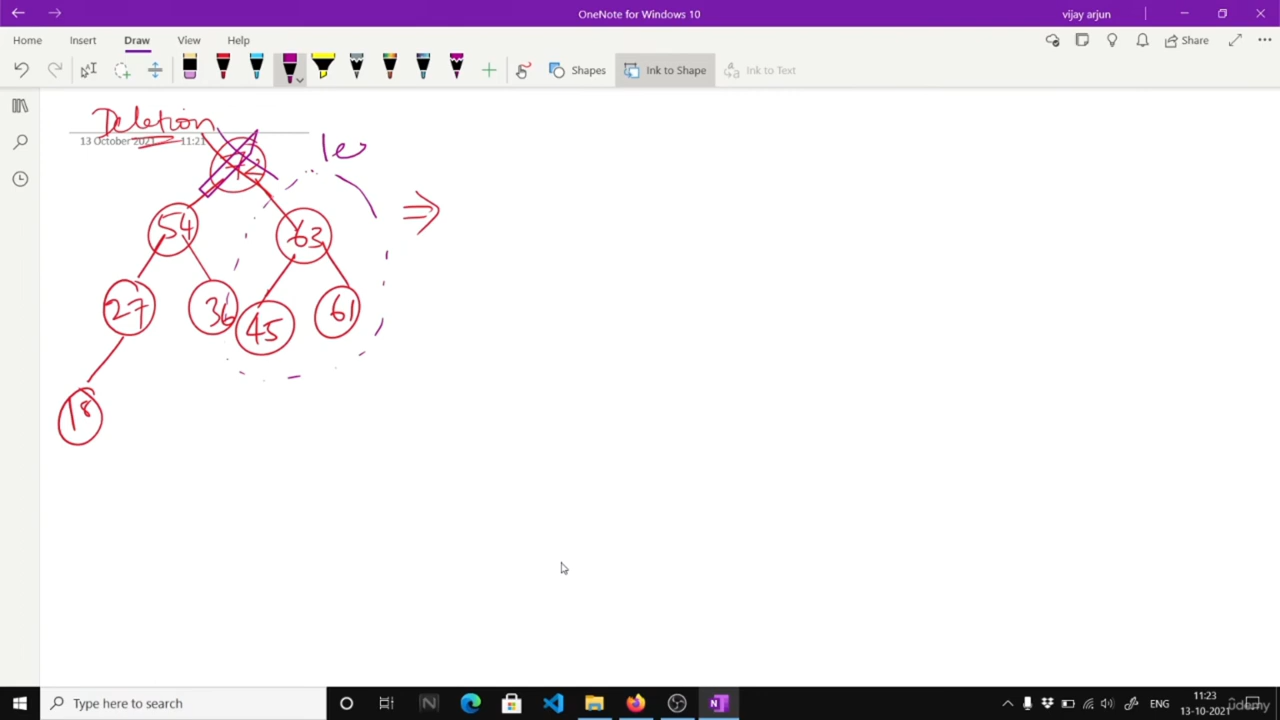 OneNote for Windows 10
vijay arjun
Home Insert Draw View Help
Share
Shapes
Ink to Shape
Ink to Text
Deletion
13 October 2021 11:21
le
54
63
27
36
45
61
18
Type here to search
N
N
ENG
11:23
13-10-2021
udemy